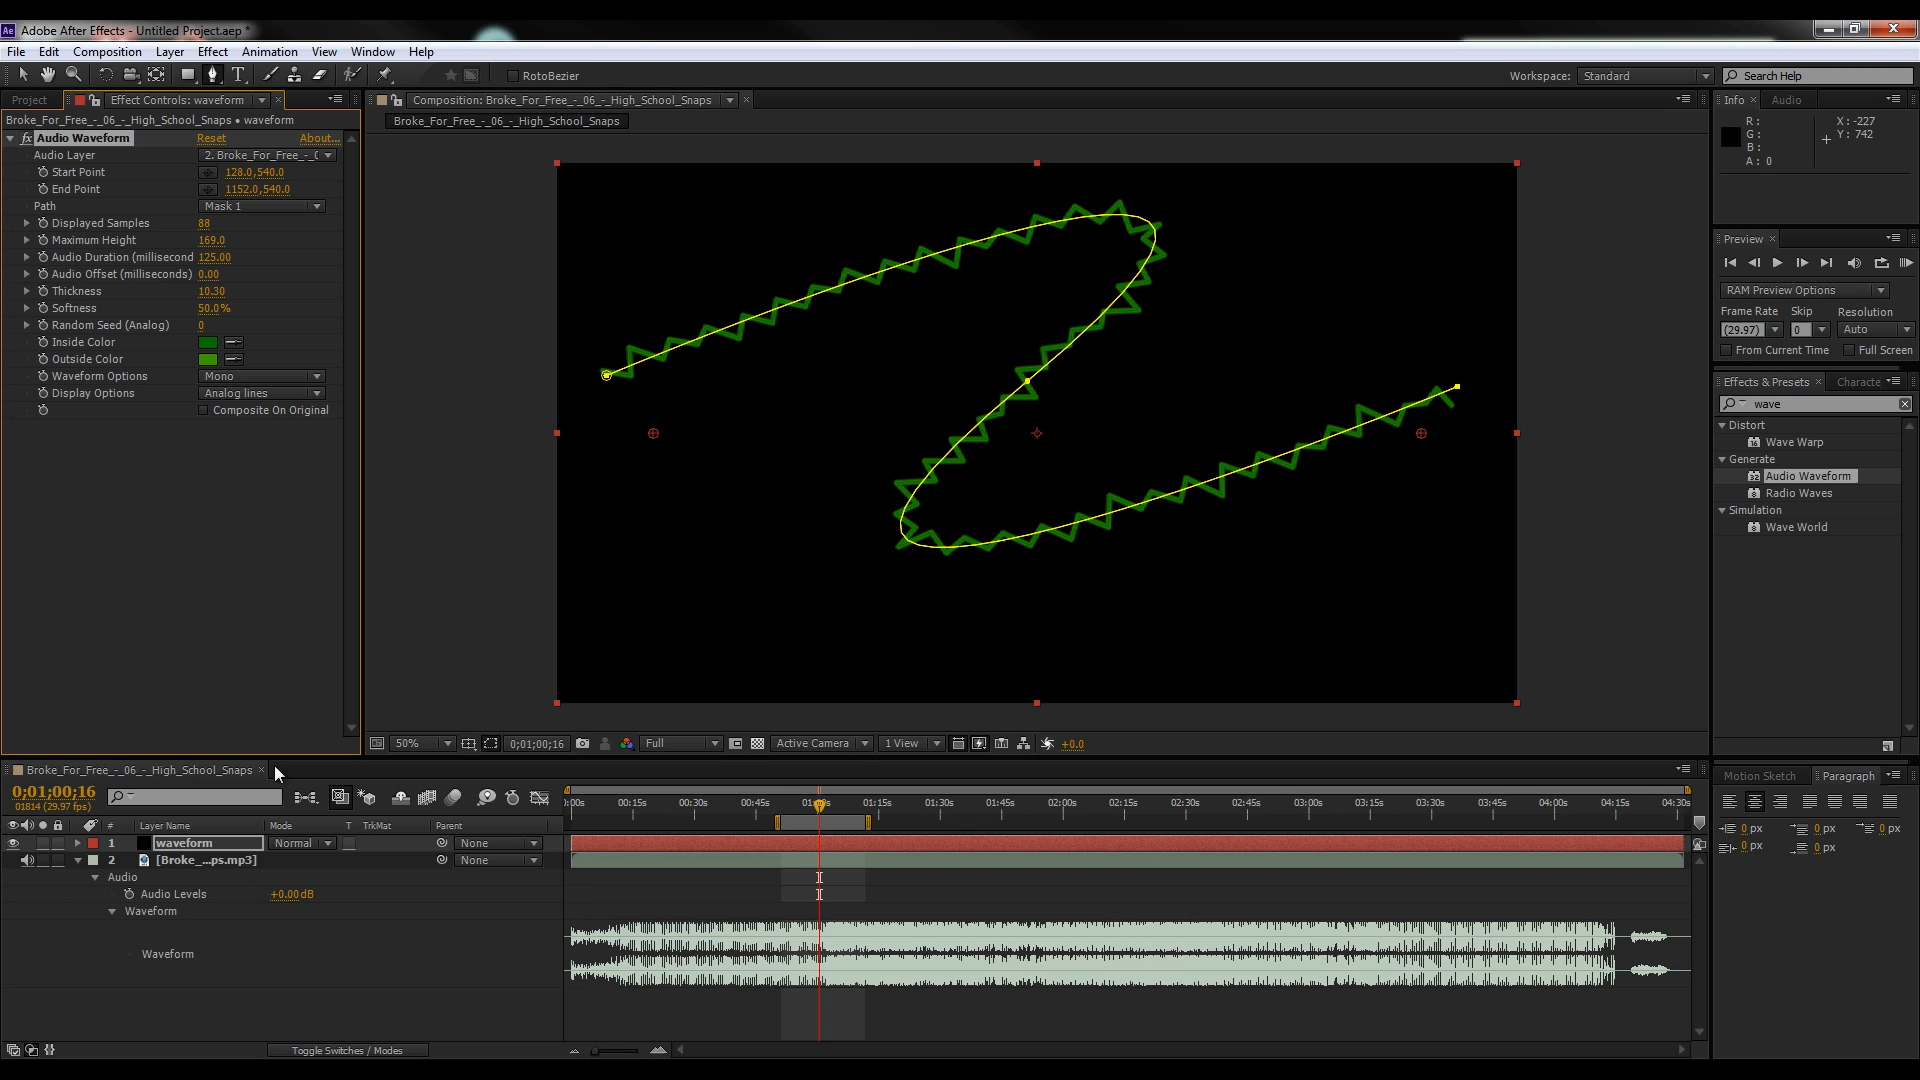 Ae Adobe After Effects - Untitled Project.aep *
File Edit Composition Layer Effect Animation View Window Help
RotoBezier
Workspace: Standard
Search Help
Project Effect Controls: waveform
Broke_For_Free_-_06_-_High_School_Snaps • waveform
fx Audio Waveform Reset About...
Audio Layer 2. Broke_For_Free_-_(
Start Point 128.0,540.0
End Point 1152.0,540.0
Path Mask 1
Displayed Samples 88
Maximum Height 169.0
Audio Duration (millisecond 125.00
Audio Offset (milliseconds) 0.00
Thickness 10.30
Softness 50.0%
Random Seed (Analog) 0
Inside Color
Outside Color
Waveform Options Mono
Display Options Analog lines
Composite On Original
Composition: Broke_For_Free_-_06_-_High_School_Snaps
Broke_For_Free_-_06_-_High_School_Snaps
50% 0;01;00;16 Full Active Camera 1 View +0.0
Info Audio
R: X: -227
G: Y: 742
B:
A: 0
Preview
RAM Preview Options
Frame Rate Skip Resolution
(29.97) 0 Auto
From Current Time Full Screen
Effects & Presets Characte
wave
Distort
Wave Warp
Generate
Audio Waveform
Radio Waves
Simulation
Wave World
Motion Sketch Paragraph
0 px 0 px 0 px
0 px 0 px
Broke_For_Free_-_06_-_High_School_Snaps
0;01;00;16
01814 (29.97 fps)
# Layer Name Mode T TrkMat Parent
1 waveform Normal None
2 [Broke_...ps.mp3] None
Audio
Audio Levels +0.00dB
Waveform
Waveform
Toggle Switches / Modes
):00s 00:15s 00:30s 00:45s 01:15s 01:30s 01:45s 02:00s 02:15s 02:30s 02:45s 03:00s 03:15s 03:30s 03:45s 04:00s 04:15s 04:30s